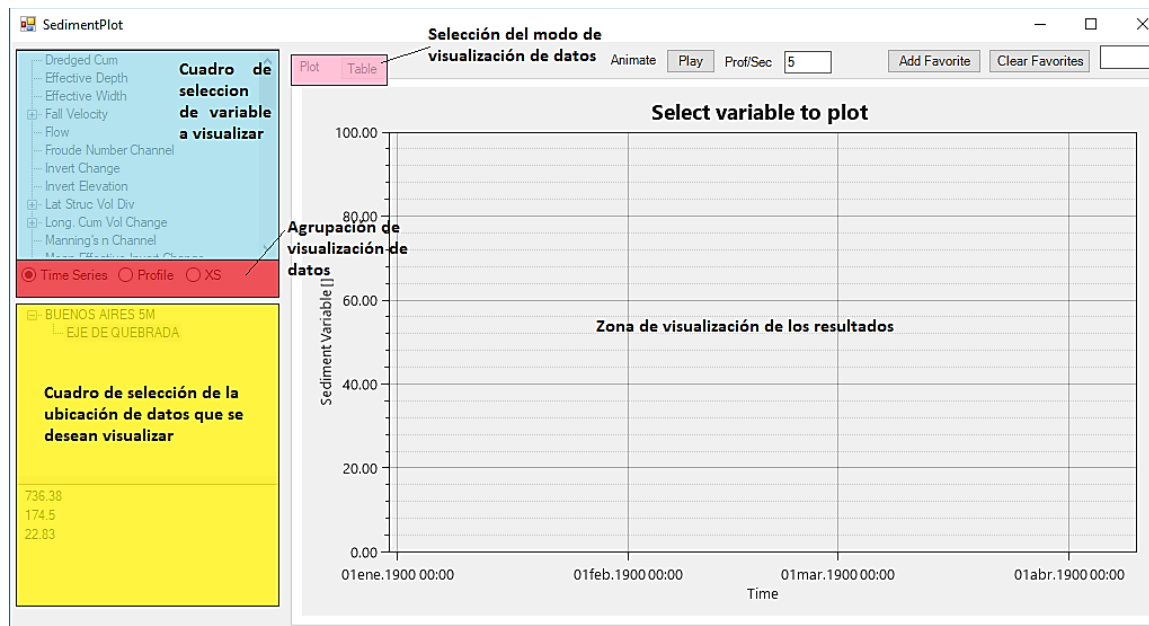 SedimentPlot
Dredged Cum
Effective Depth
Effective Width
Fall Velocity
Flow
Froude Number Channel
Invert Change
Invert Elevation
Lat Struc Vol Div
Long. Cum Vol Change
Manning's n Channel
Mean Effective Invert Change
Cuadro de
seleccion
de variable
a visualizar
Time Series Profile XS
BUENOS AIRES 5M
EJE DE QUEBRADA
Cuadro de selección de la
ubicación de datos que se
desean visualizar
736.38
174.5
22.83
Selección del modo de
visualización de datos
Plot Table
Animate Play Prof/Sec 5 Add Favorite Clear Favorites
Agrupación de
visualización de
datos
Select variable to plot
100.00
80.00
60.00
40.00
20.00
0.00
Sediment Variable []
Zona de visualización de los resultados
01ene.1900 00:00 01feb.1900 00:00 01mar.1900 00:00 01abr.1900 00:00
Time